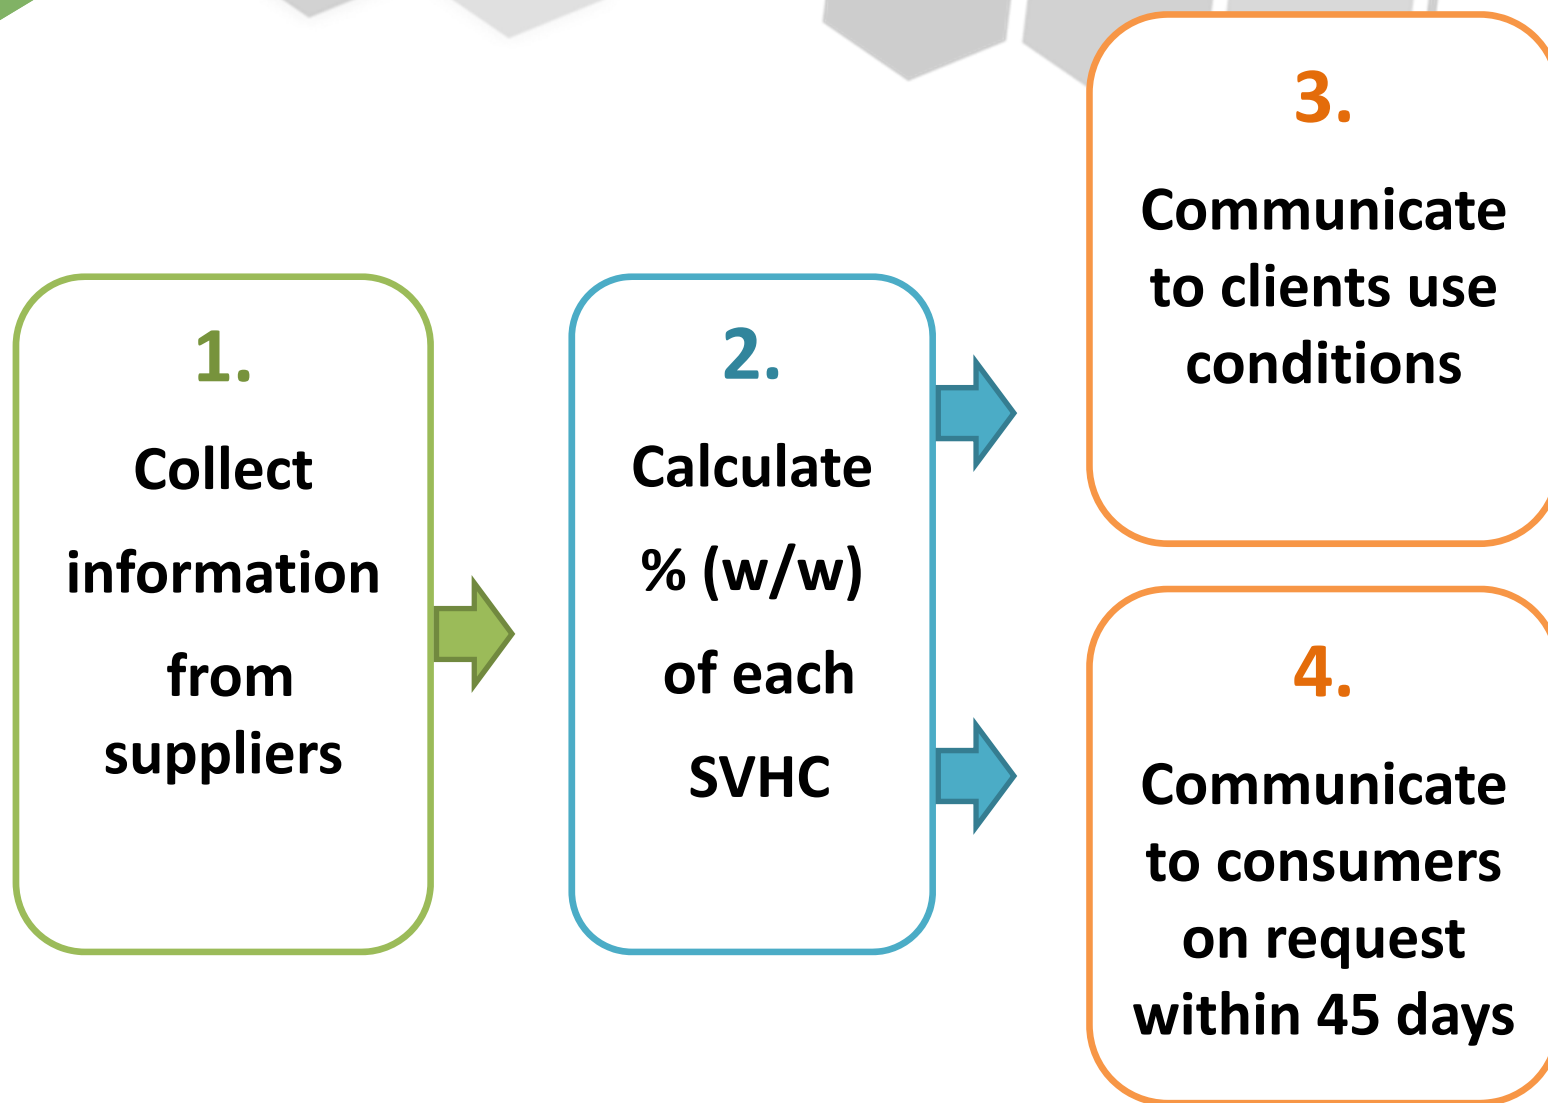 1.
Collect
information
from
suppliers
2.
Calculate
% (w/w)
of each
SVHC
3.
Communicate
to clients use
conditions
4.
Communicate
to consumers
on request
within 45 days